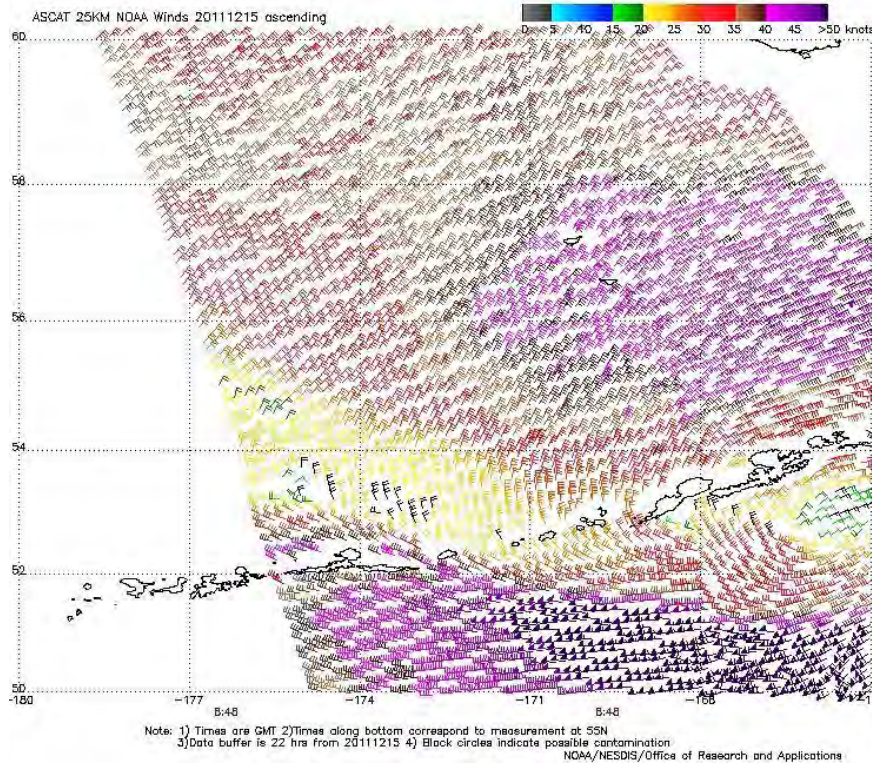 ASCAT 25KM NOAA Winds 20111215 ascending
0 5 10 15 20 25 30 35 40 45 >50 knots
60
58
56
54
52
50
-180 -177 -174 -171 -168
8:48 8:48
Note: 1) Times are GMT 2)Times along bottom correspond to measurement at 55N
3)Data buffer is 22 hrs from 20111215 4) Black circles indicate possible contamination
NOAA/NESDIS/Office of Research and Applications